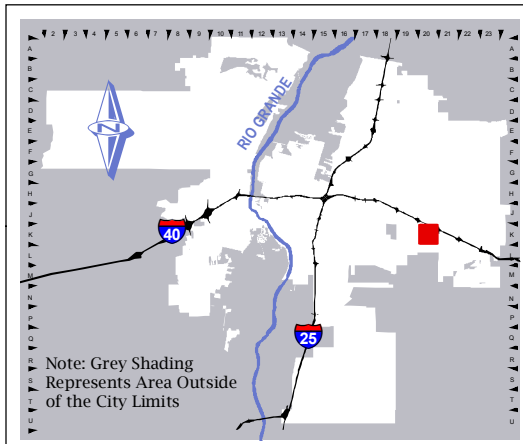 2 3 4 5 6 7 8 9 10 11 12 13 14 15 16 17 18 19 20 21 22 23
A A
B B
C C
D D
E E
F F
G G
H H
J J
K K
L L
M M
N N
P P
Q Q
R R
S S
T T
U U
N
RIO GRANDE
40
25
Note: Grey Shading
Represents Area Outside
of the City Limits